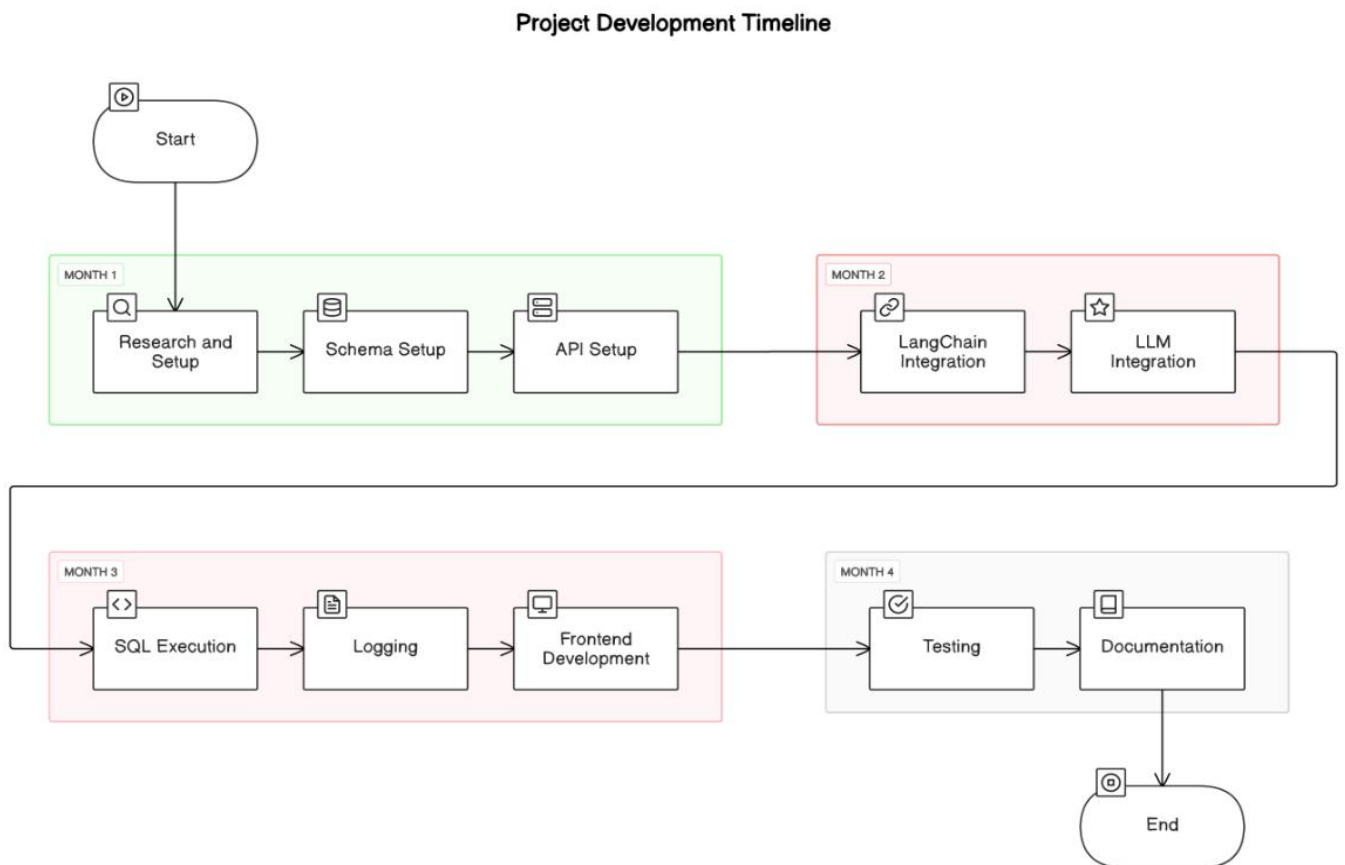 Project Development Timeline
Start
MONTH 1
Research and
Setup
Schema Setup
API Setup
MONTH 2
LangChain
Integration
LLM
Integration
MONTH 3
SQL Execution
Logging
Frontend
Development
MONTH 4
Testing
Documentation
End